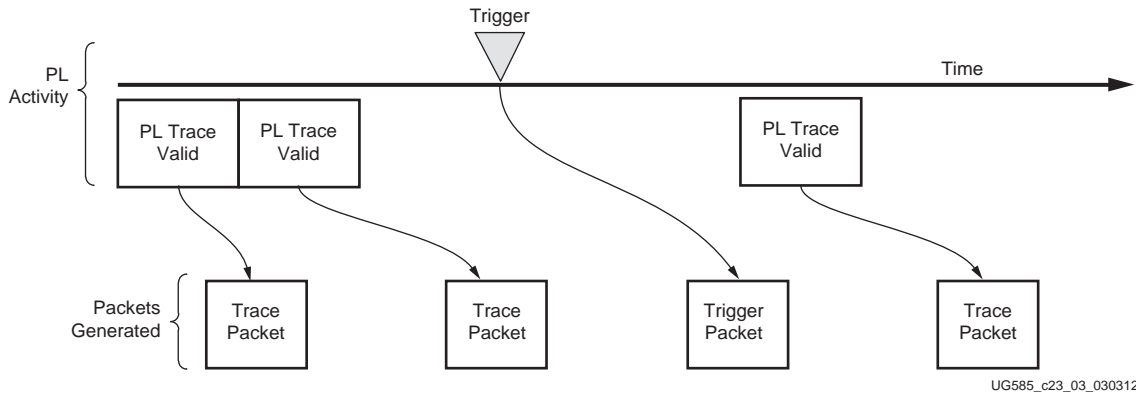 Trigger
PL
Activity
Time
PL Trace
Valid
PL Trace
Valid
PL Trace
Valid
Packets
Generated
Trace
Packet
Trace
Packet
Trigger
Packet
Trace
Packet
UG585_c23_03_030312